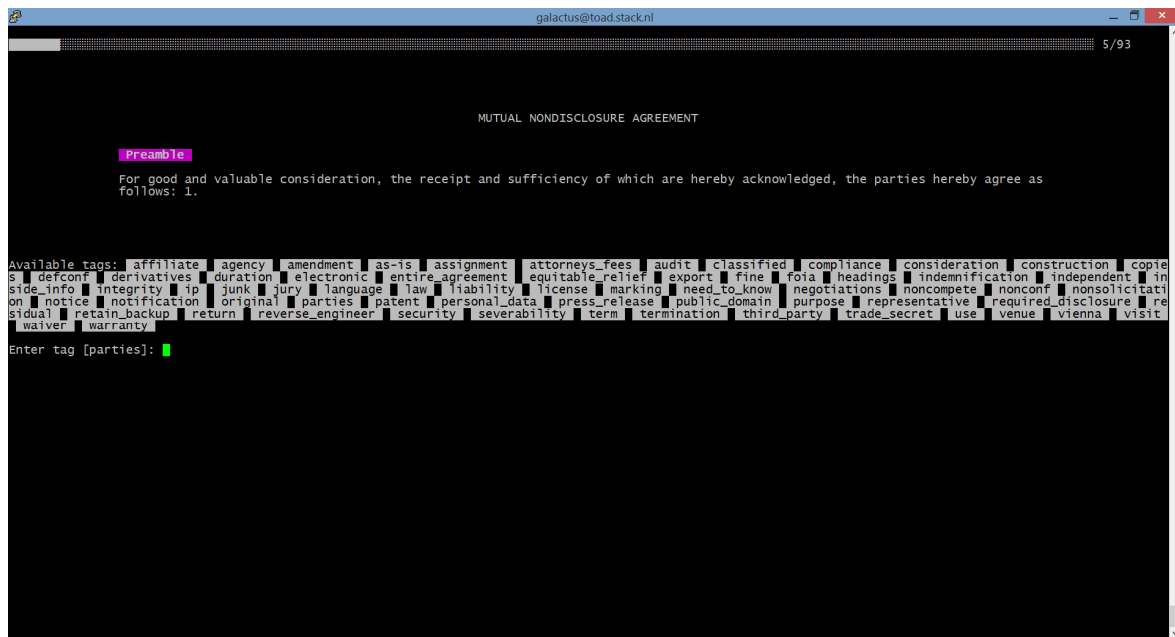 galactus@toad.stack.nl
5/93
MUTUAL NONDISCLOSURE AGREEMENT
Preamble
For good and valuable consideration, the receipt and sufficiency of which are hereby acknowledged, the parties hereby agree as
follows: 1.
Available tags: affiliate agency amendment as-is assignment attorneys_fees audit classified compliance consideration construction copie
s defconf derivatives duration electronic entire_agreement equitable_relief export fine foia headings indemnification independent in
side_info integrity ip junk jury language law liability license marking need_to_know negotiations noncompete nonconf nonsolicitati
on notice notification original parties patent personal_data press_release public_domain purpose representative required_disclosure re
sidual retain_backup return reverse_engineer security severability term termination third_party trade_secret use venue vienna visit
waiver warranty
Enter tag [parties]: